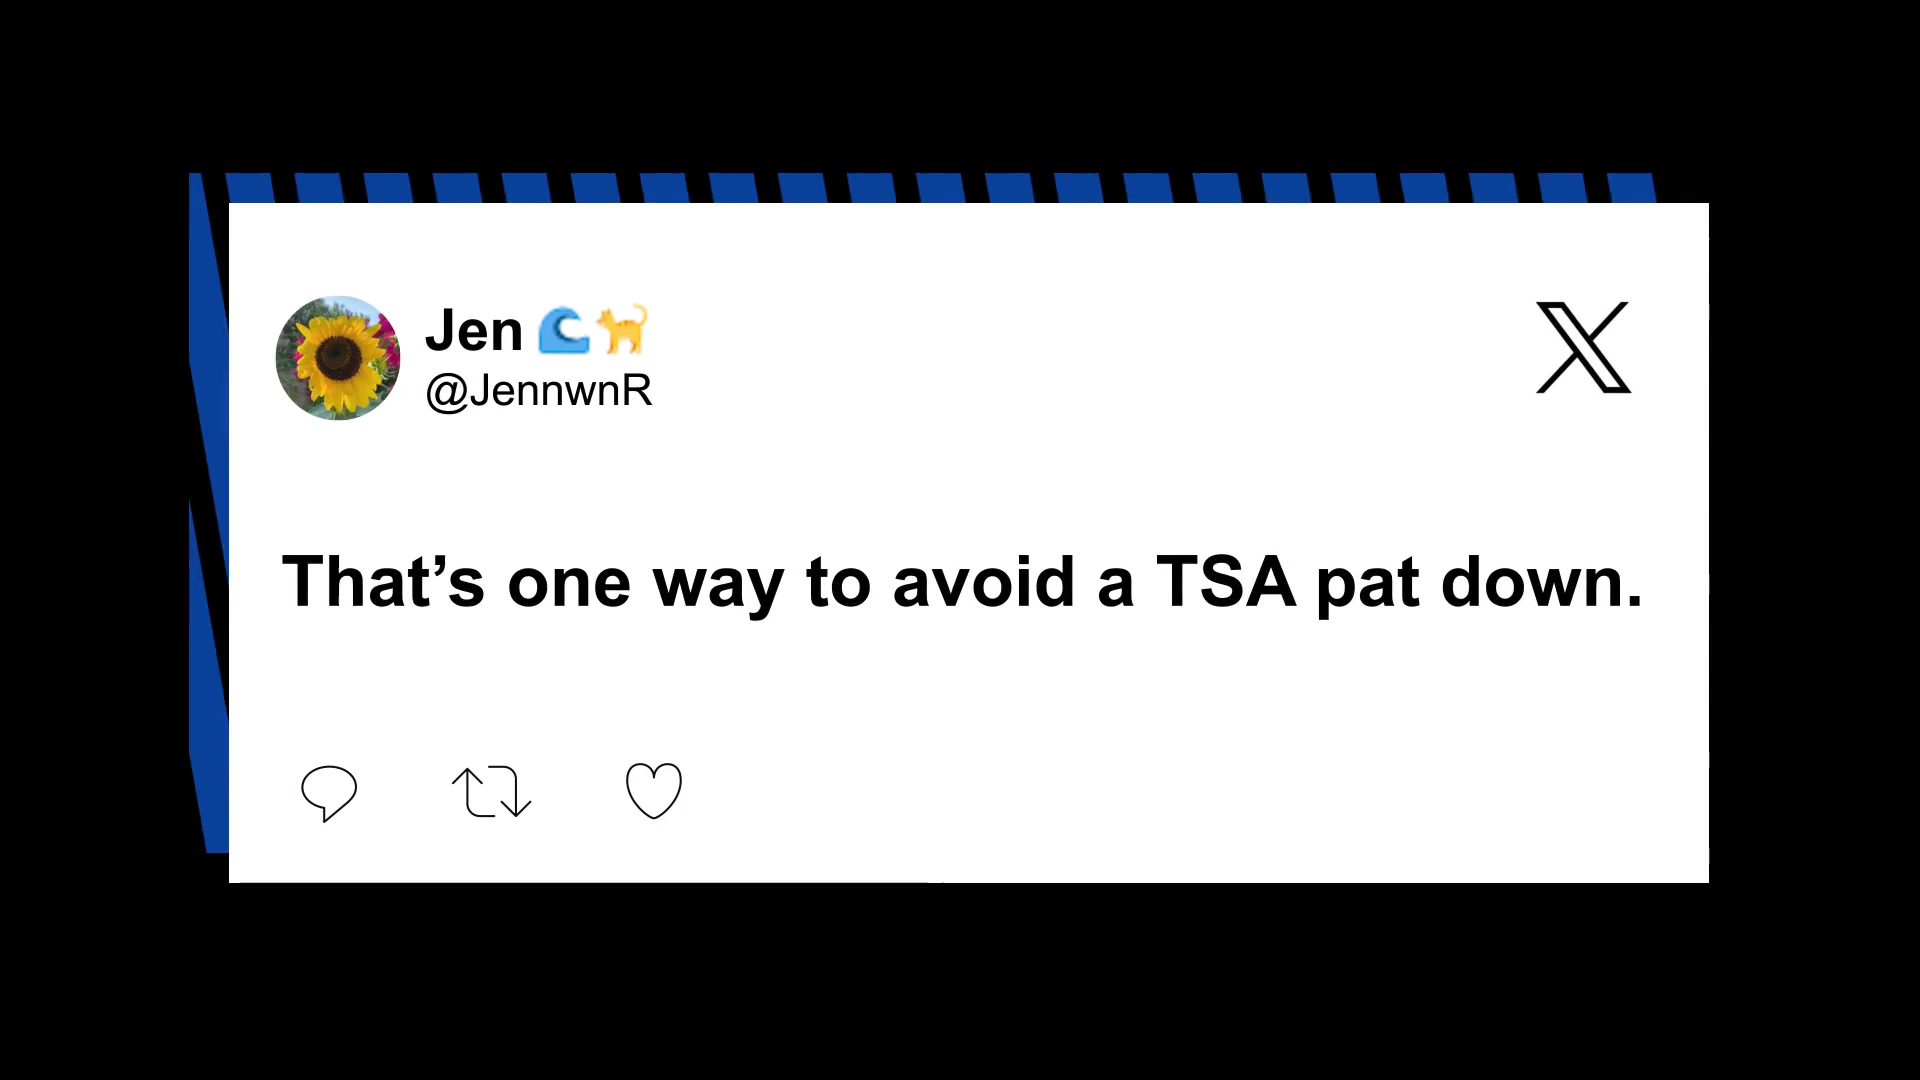 Jen 🌊🐈
@JennwnR
That’s one way to avoid a TSA pat down.